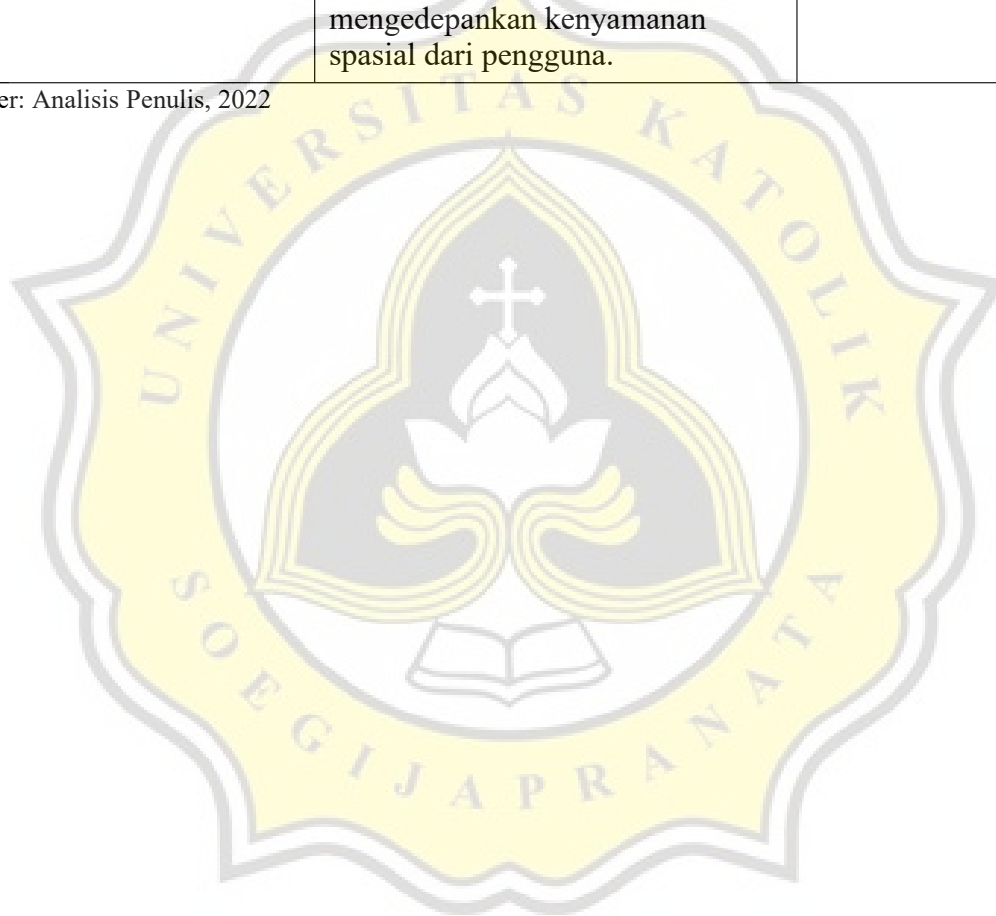 mengedepankan kenyamanan
spasial dari pengguna.
er: Analisis Penulis, 2022
UNIVERSITAS KATOLIK
SOEGIJAPRANATA